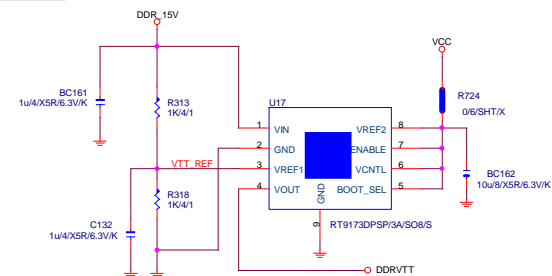 DDR_15V
VCC
BC161
1u/4/X5R/6.3V/K
R313
1K/4/1
R724
0/6/SHT/X
U17
1 VIN
VREF2 8
2 GND
ENABLE 7
VTT_REF
3 VREF1
VCNTL 6
4 VOUT
BOOT_SEL 5
GND
9
BC162
10u/8/X5R/6.3V/K
R318
1K/4/1
C132
1u/4/X5R/6.3V/K
RT9173DPSP/3A/SO8/S
DDRVTT